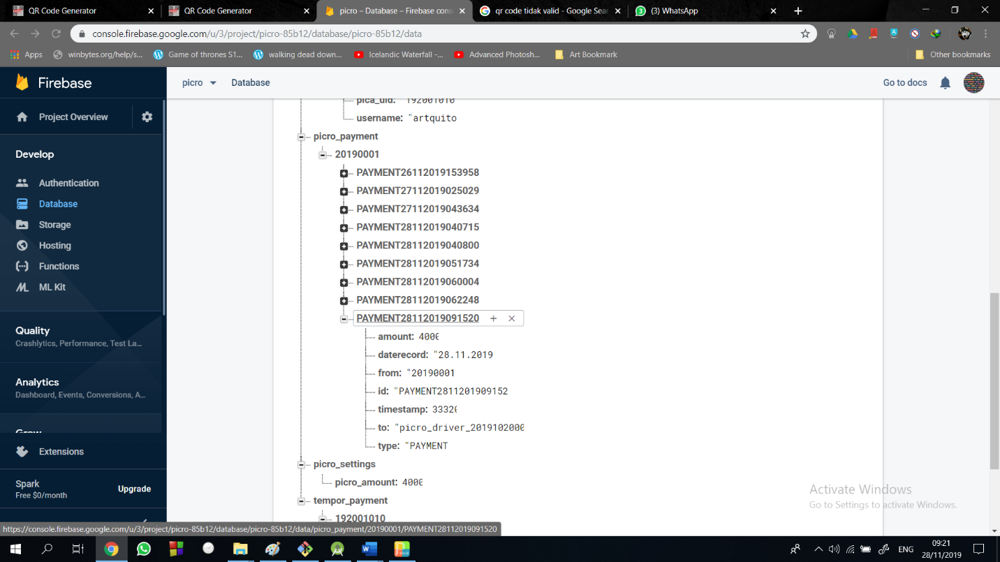 QR Code Generator
QR Code Generator
picro – Database – Firebase cons
qr code tidak valid - Google Sear
(3) WhatsApp
console.firebase.google.com/u/3/project/picro-85b12/database/picro-85b12/data
Apps
winbytes.org/help/s...
Game of thrones S1...
walking dead down...
Icelandic Waterfall -...
Advanced Photosh...
Art Bookmark
Other bookmarks
Firebase
picro
Database
Go to docs
Project Overview
Develop
Authentication
Database
Storage
Hosting
Functions
ML Kit
Quality
Crashlytics, Performance, Test La...
Analytics
Dashboard, Events, Conversions, A...
Grow
Extensions
Spark
Free $0/month
Upgrade
pica_uid: "192001010
username: "artquito
picro_payment
20190001
PAYMENT26112019153958
PAYMENT27112019025029
PAYMENT27112019043634
PAYMENT28112019040715
PAYMENT28112019040800
PAYMENT28112019051734
PAYMENT28112019060004
PAYMENT28112019062248
PAYMENT28112019091520
amount: 4000
daterecord: "28.11.2019
from: "20190001
id: "PAYMENT2811201909152
timestamp: 33320
to: "picro_driver_2019102000
type: "PAYMENT
picro_settings
picro_amount: 4000
tempor_payment
192001010
Activate Windows
Go to Settings to activate Windows.
https://console.firebase.google.com/u/3/project/picro-85b12/database/picro-85b12/data/picro_payment/20190001/PAYMENT28112019091520
ENG
09:21
28/11/2019